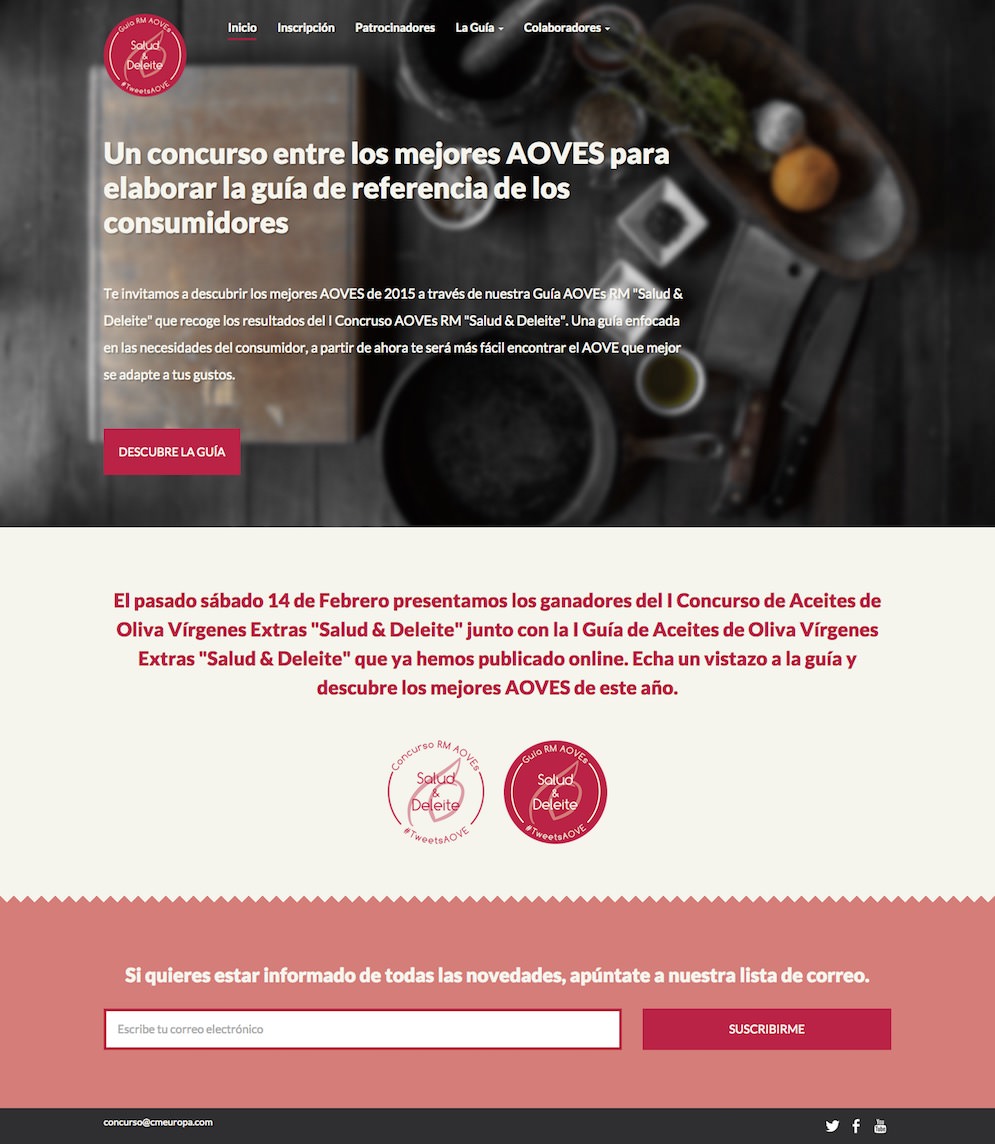 Guía RM AOVEs
Salud
&
Deleite
#TweetsAOVE
Inicio Inscripción Patrocinadores La Guía Colaboradores
Un concurso entre los mejores AOVES para
elaborar la guía de referencia de los
consumidores
Te invitamos a descubrir los mejores AOVES de 2015 a través de nuestra Guía AOVEs RM "Salud &
Deleite" que recoge los resultados del I Concruso AOVEs RM "Salud & Deleite". Una guía enfocada
en las necesidades del consumidor, a partir de ahora te será más fácil encontrar el AOVE que mejor
se adapte a tus gustos.
DESCUBRE LA GUÍA
El pasado sábado 14 de Febrero presentamos los ganadores del I Concurso de Aceites de
Oliva Vírgenes Extras "Salud & Deleite" junto con la I Guía de Aceites de Oliva Vírgenes
Extras "Salud & Deleite" que ya hemos publicado online. Echa un vistazo a la guía y
descubre los mejores AOVES de este año.
Concurso RM AOVEs
Salud
&
Deleite
#TweetsAOVE
Guía RM AOVEs
Salud
&
Deleite
#TweetsAOVE
Si quieres estar informado de todas las novedades, apúntate a nuestra lista de correo.
Escribe tu correo electrónico
SUSCRIBIRME
concurso@cmeuropa.com
You Tube